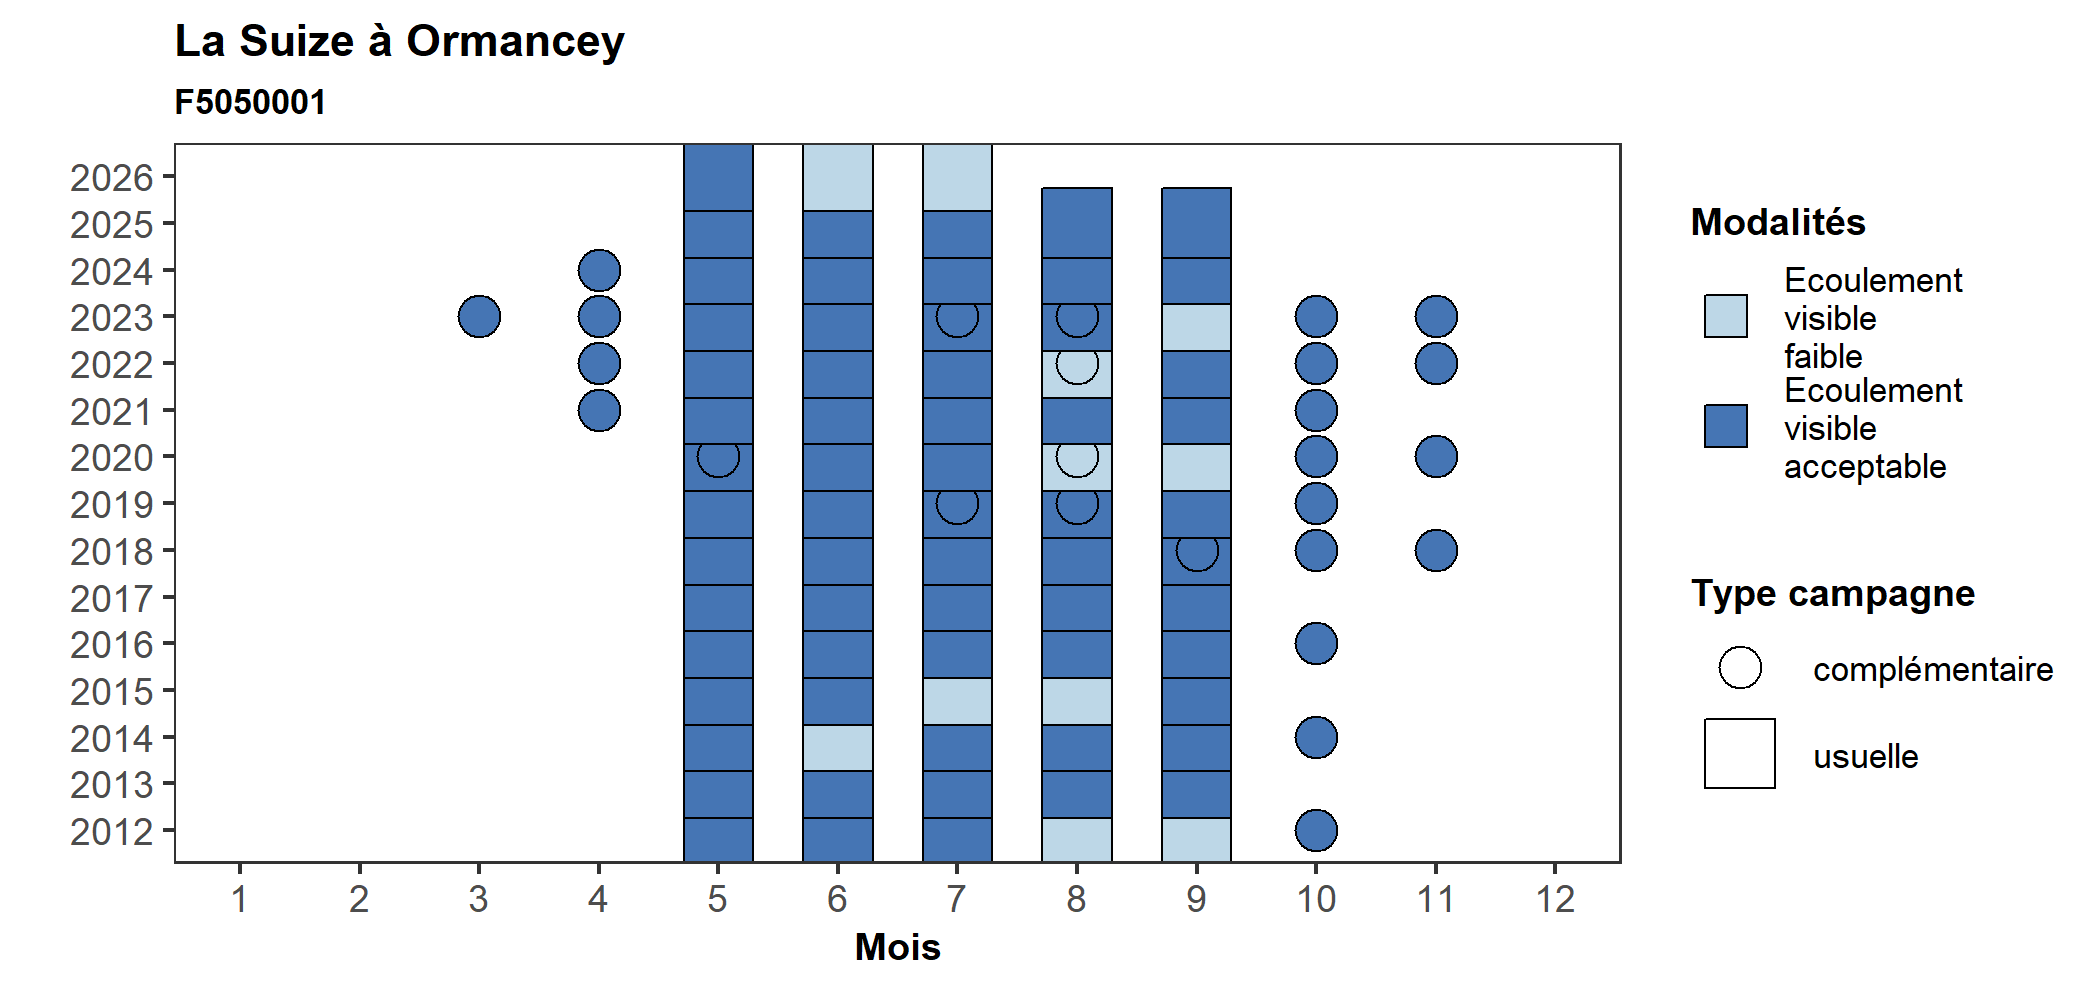 La Suize à Ormancey
F5050001
2026
2025
2024
2023
2022
2021
2020
2019
2018
2017
2016
2015
2014
2013
2012
1 2 3 4 5 6 7 8 9 10 11 12
Mois
Modalités
Ecoulement
visible
faible
Ecoulement
visible
acceptable
Type campagne
complémentaire
usuelle